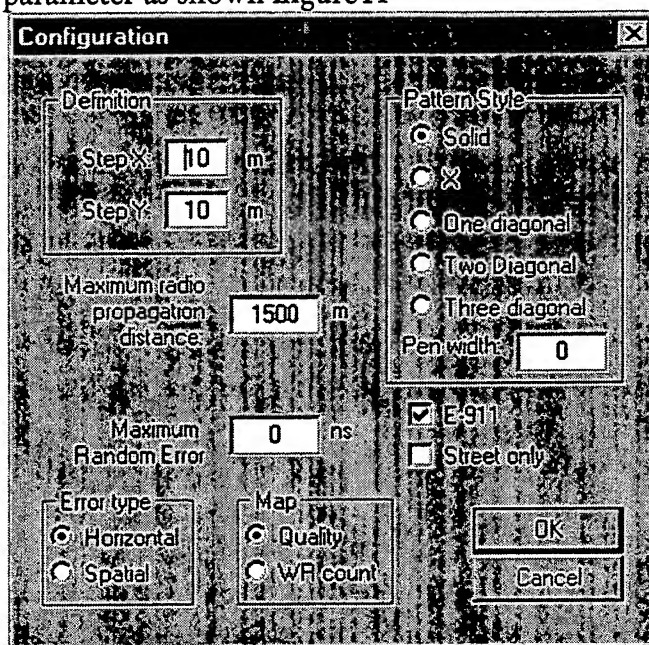 parameter as shown figure 11
Configuration
Definition
Step X: 10 m
Step Y: 10 m
Maximum radio
propagation
distance: 1500 m
Maximum
Random Error 0 ns
Error type
Horizontal
Spatial
Map
Quality
WR count
Pattern Style
Solid
X
One diagonal
Two Diagonal
Three diagonal
Pen width: 0
E-911
Street only
OK
Cancel